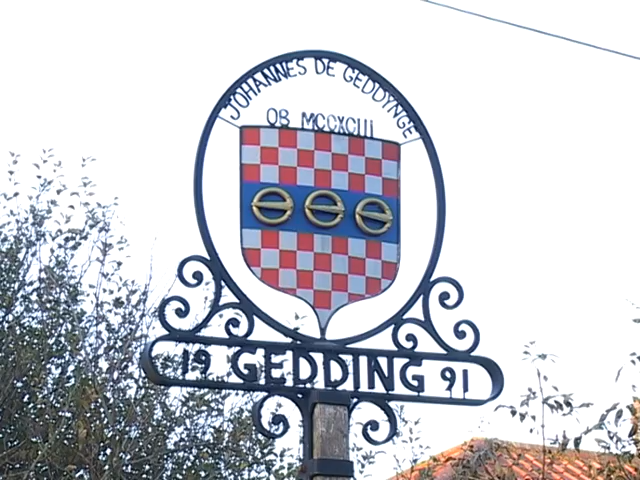 JOHANNES DE GEDDYNGE
OB MCCXCIII
19 GEDDING 91